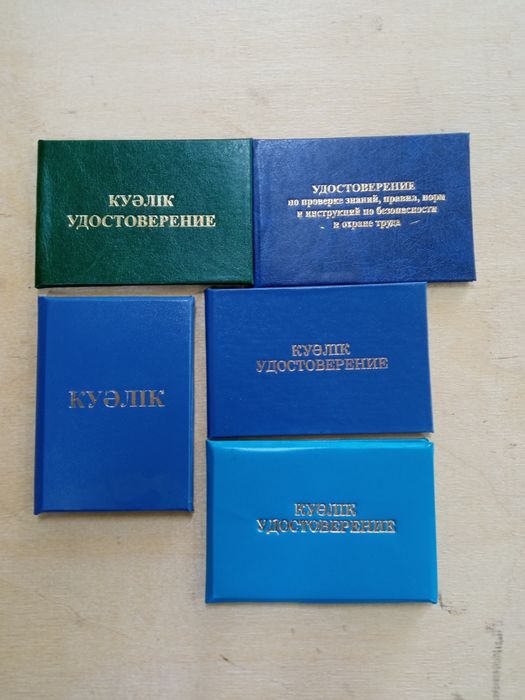 КУӘЛІК
УДОСТОВЕРЕНИЕ
УДОСТОВЕРЕНИЕ
по проверке знаний, правил, норм
и инструкций по безопасности
и охране труда
КУӘЛІК
КУӘЛІК
УДОСТОВЕРЕНИЕ
КУӘЛІК
УДОСТОВЕРЕНИЕ